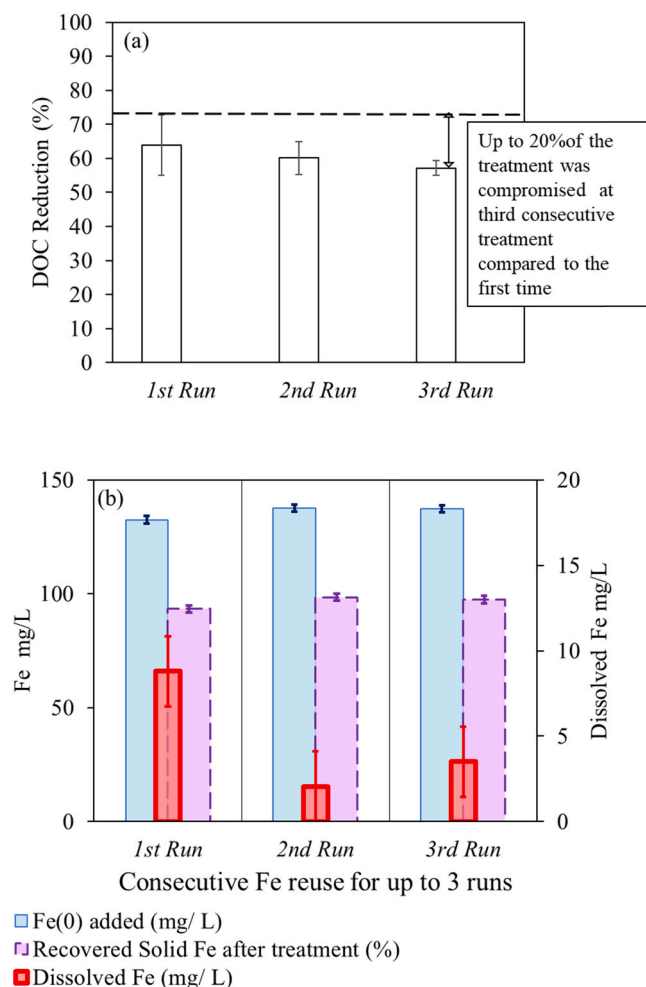 (a)
100
90
80
70
60
50
40
30
20
10
0
DOC Reduction (%)
Up to 20%of the
treatment was
compromised at
third consecutive
treatment
compared to the
first time
1st Run 2nd Run 3rd Run
(b)
150
100
50
0
Fe mg/L
20
15
10
5
0
Dissolved Fe mg/L
1st Run 2nd Run 3rd Run
Consecutive Fe reuse for up to 3 runs
Fe(0) added (mg/ L)
Recovered Solid Fe after treatment (%)
Dissolved Fe (mg/ L)